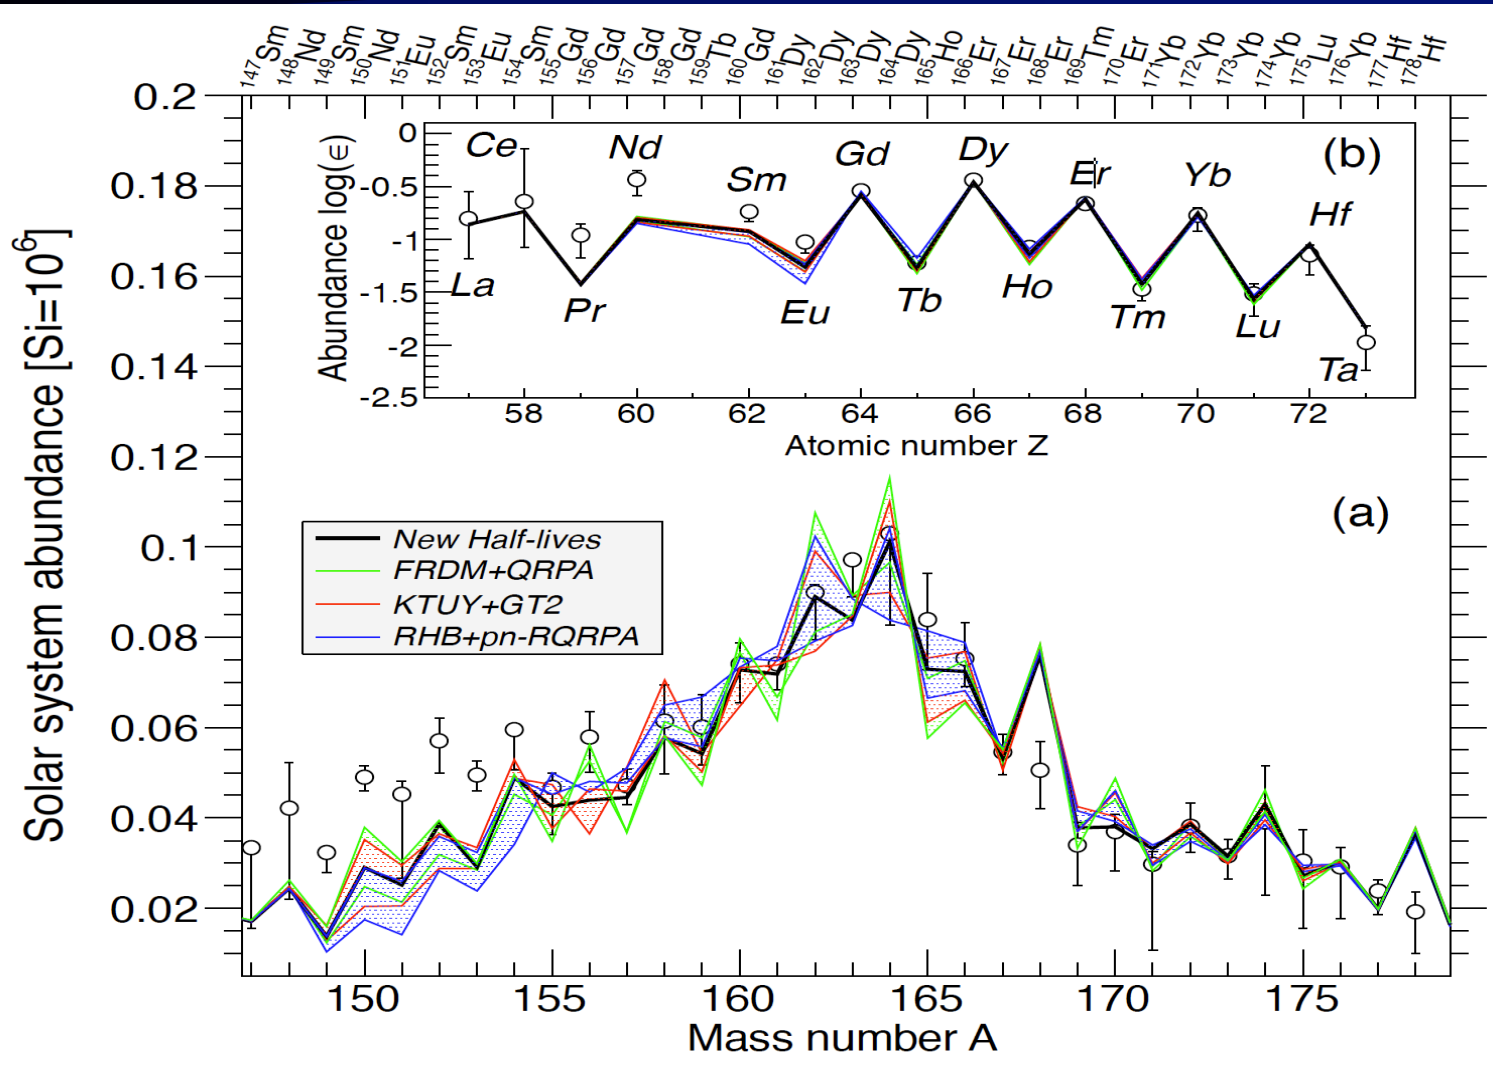 147Sm 148Nd 149Sm 150Nd 151Eu 152Sm 153Eu 154Sm 155Gd 156Gd 157Gd 158Gd 159Tb 160Gd 161Dy 162Dy 163Dy 164Dy 165Ho 166Er 167Er 168Er 169Tm 170Er 171Yb 172Yb 173Yb 174Yb 175Lu 176Yb 177Hf 178Hf
Solar system abundance [Si=10⁶]
0.2
0.18
0.16
0.14
0.12
0.1
0.08
0.06
0.04
0.02
Abundance log(ϵ)
0
-0.5
-1
-1.5
-2
-2.5
(b)
Ce Nd Sm Gd Dy Er Yb Hf
La Pr Eu Tb Ho Tm Lu Ta
58 60 62 64 66 68 70 72
Atomic number Z
(a)
New Half-lives
FRDM+QRPA
KTUY+GT2
RHB+pn-RQRPA
150 155 160 165 170 175
Mass number A